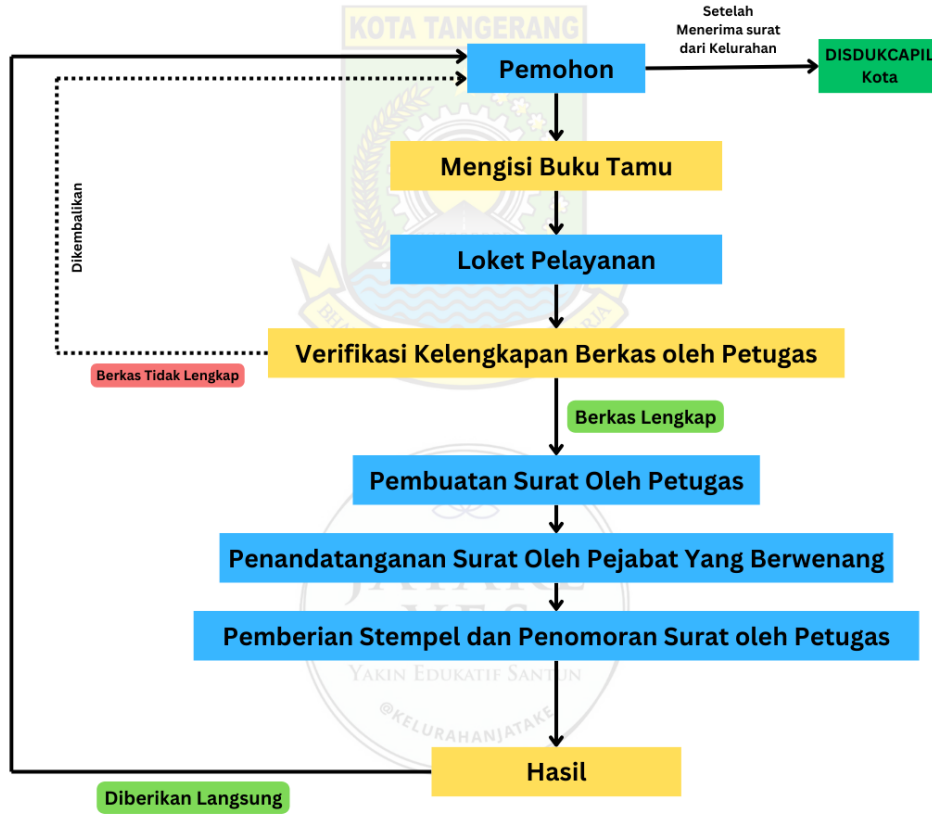 KOTA TANGERANG
Setelah
Menerima surat
dari Kelurahan
Pemohon
DISDUKCAPIL
Kota
Mengisi Buku Tamu
Dikembalikan
Loket Pelayanan
Verifikasi Kelengkapan Berkas oleh Petugas
Berkas Tidak Lengkap
Berkas Lengkap
Pembuatan Surat Oleh Petugas
Penandatanganan Surat Oleh Pejabat Yang Berwenang
Pemberian Stempel dan Penomoran Surat oleh Petugas
YAKIN EDUKATIF SANTUN
@KELURAHANJATAKE
Hasil
Diberikan Langsung